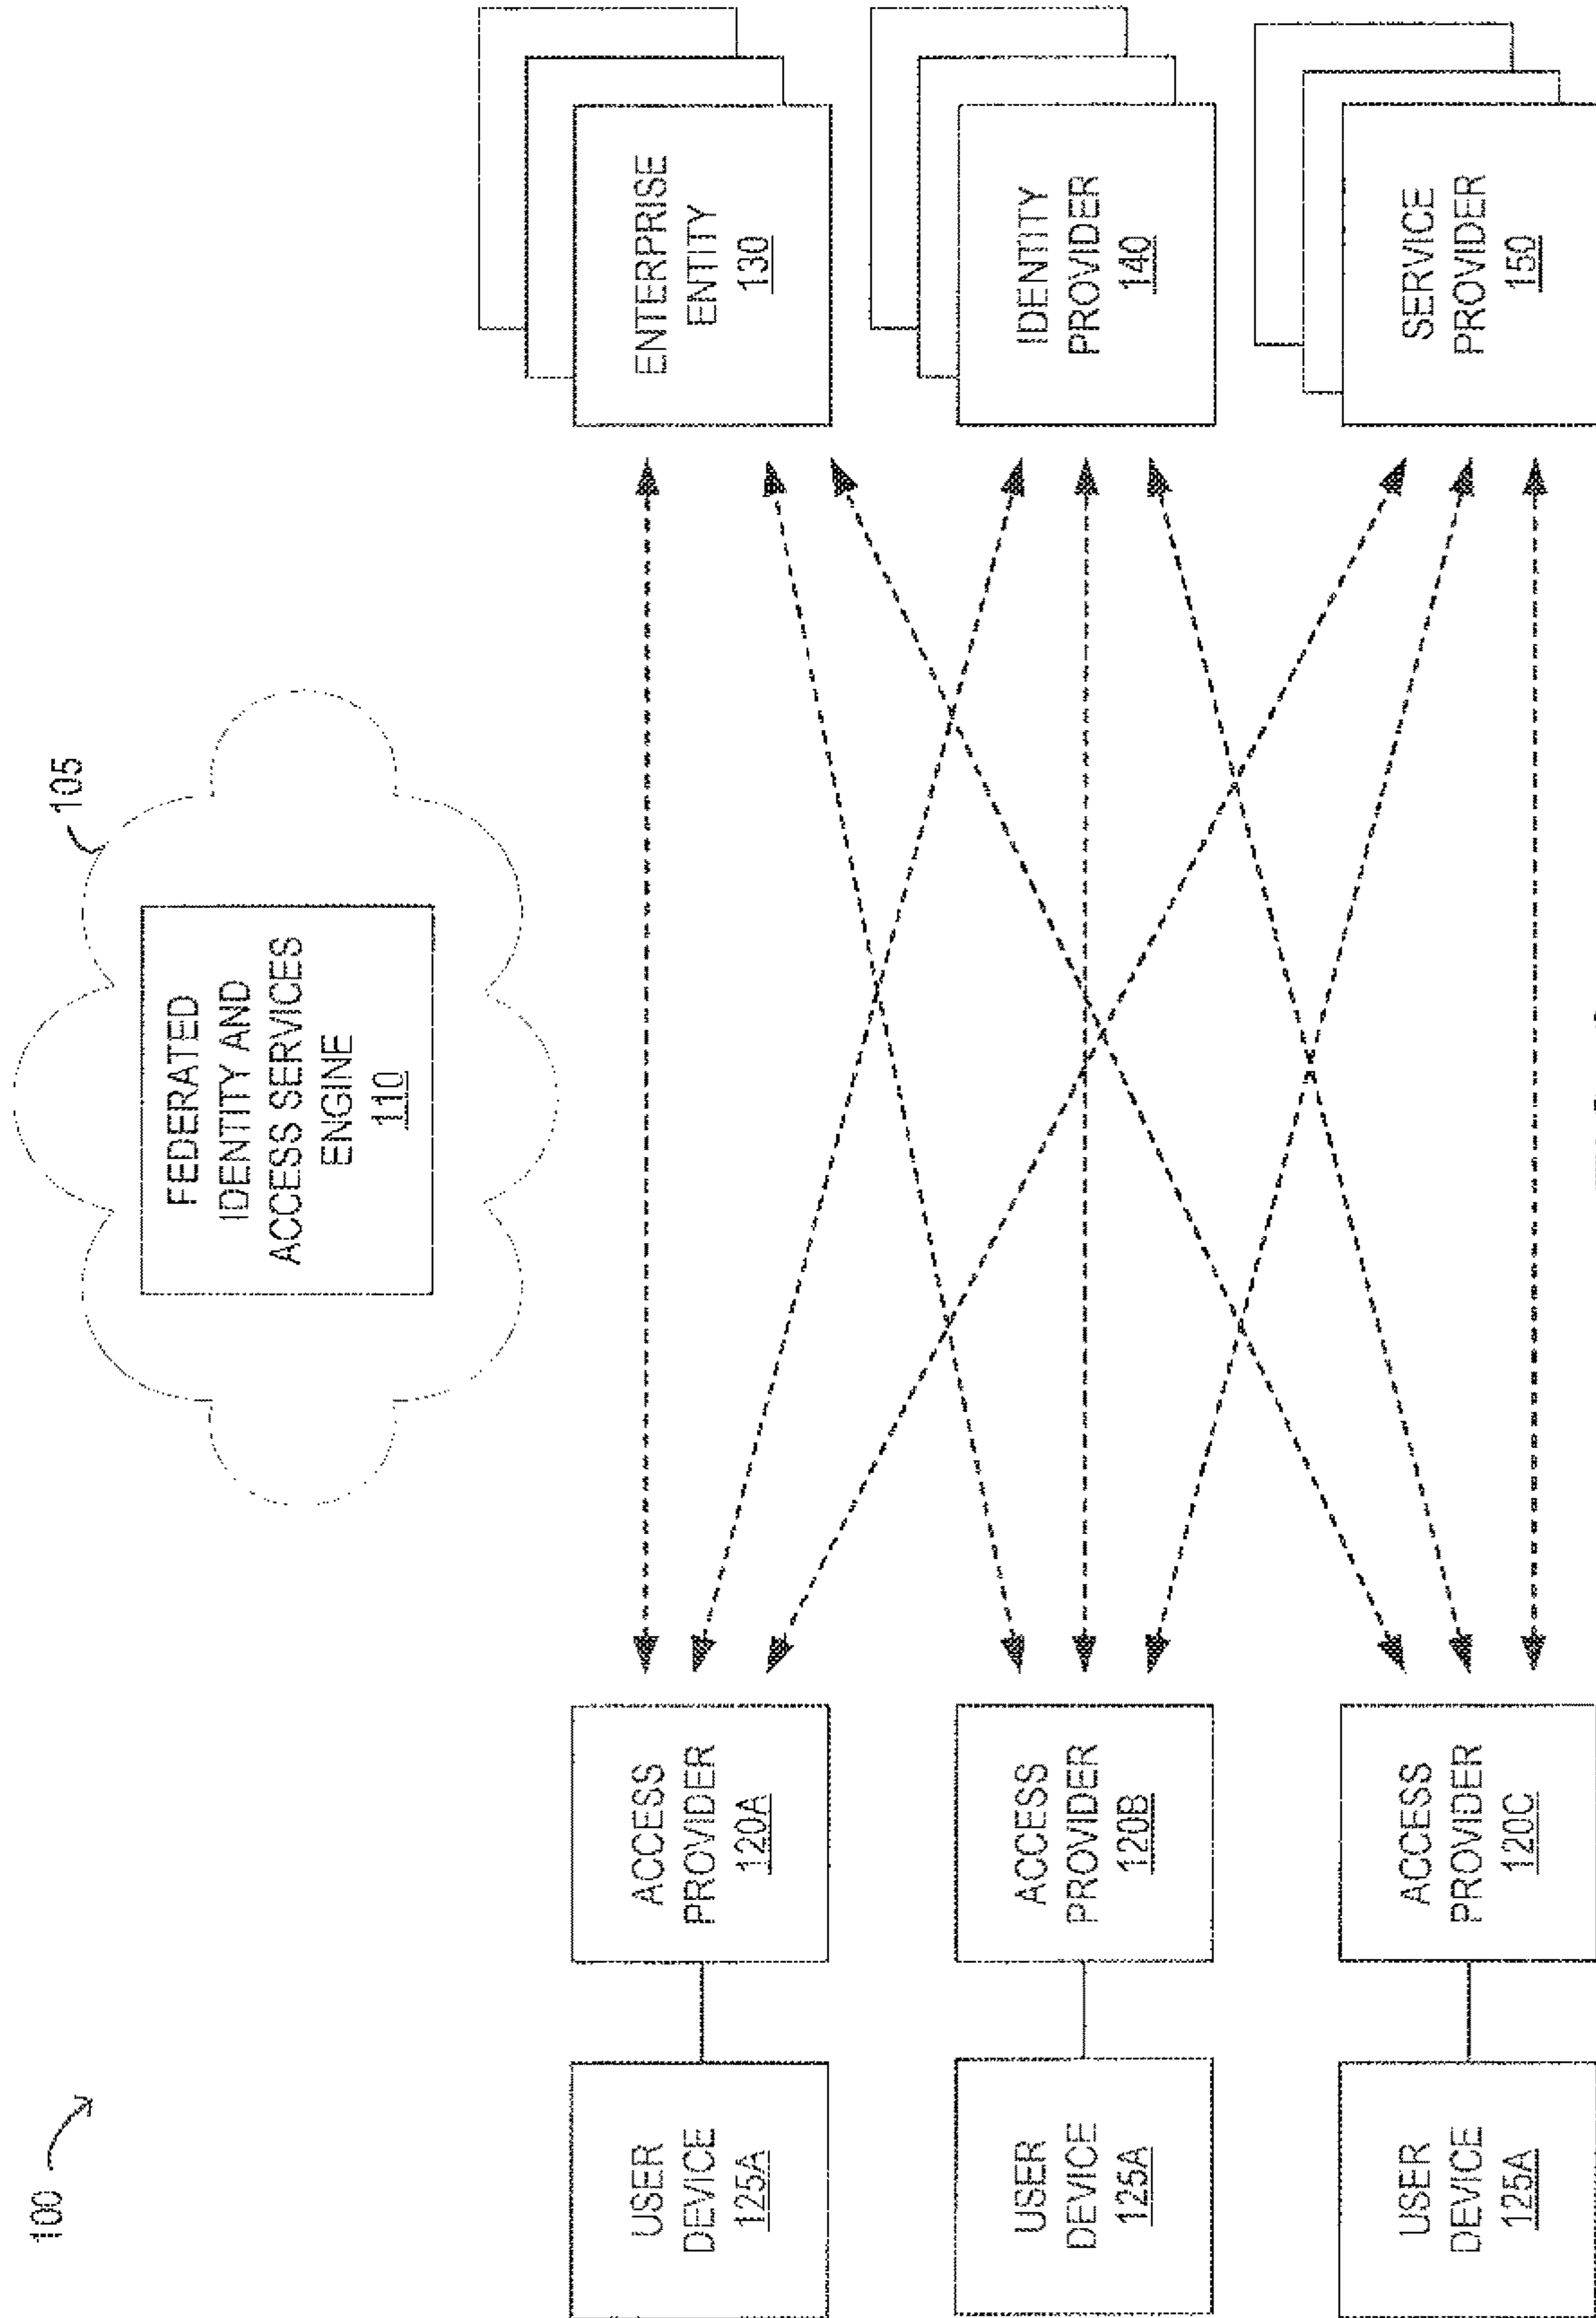 100
105
FEDERATED
IDENTITY AND
ACCESS SERVICES
ENGINE
110
USER
DEVICE
125A
ACCESS
PROVIDER
120A
ENTERPRISE
ENTITY
130
USER
DEVICE
125A
ACCESS
PROVIDER
120B
IDENTITY
PROVIDER
140
USER
DEVICE
125A
ACCESS
PROVIDER
120C
SERVICE
PROVIDER
150